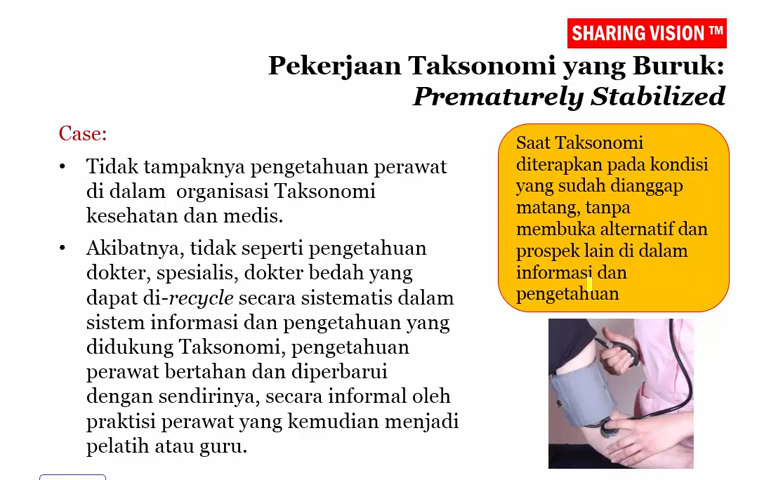 SHARING VISION ™
Pekerjaan Taksonomi yang Buruk:
Prematurely Stabilized
Case:
• Tidak tampaknya pengetahuan perawat
di dalam organisasi Taksonomi
kesehatan dan medis.
• Akibatnya, tidak seperti pengetahuan
dokter, spesialis, dokter bedah yang
dapat di-recycle secara sistematis dalam
sistem informasi dan pengetahuan yang
didukung Taksonomi, pengetahuan
perawat bertahan dan diperbarui
dengan sendirinya, secara informal oleh
praktisi perawat yang kemudian menjadi
pelatih atau guru.
Saat Taksonomi
diterapkan pada kondisi
yang sudah dianggap
matang, tanpa
membuka alternatif dan
prospek lain di dalam
informasi dan
pengetahuan